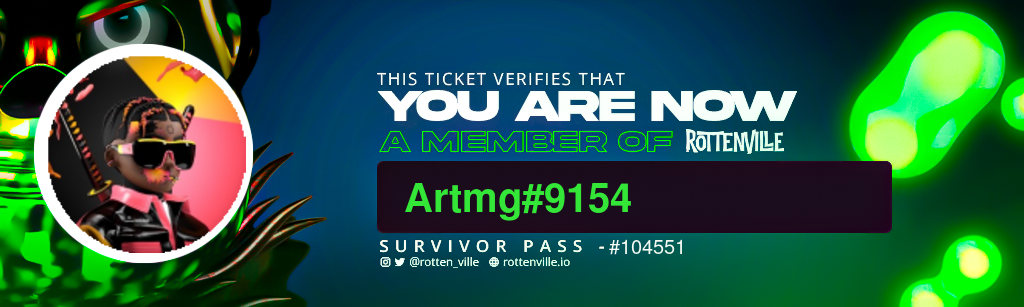 THIS TICKET VERIFIES THAT
YOU ARE NOW
A MEMBER OF ROTTENVILLE
Artmg#9154
SURVIVOR PASS - #104551
@rotten_ville rottenville.io